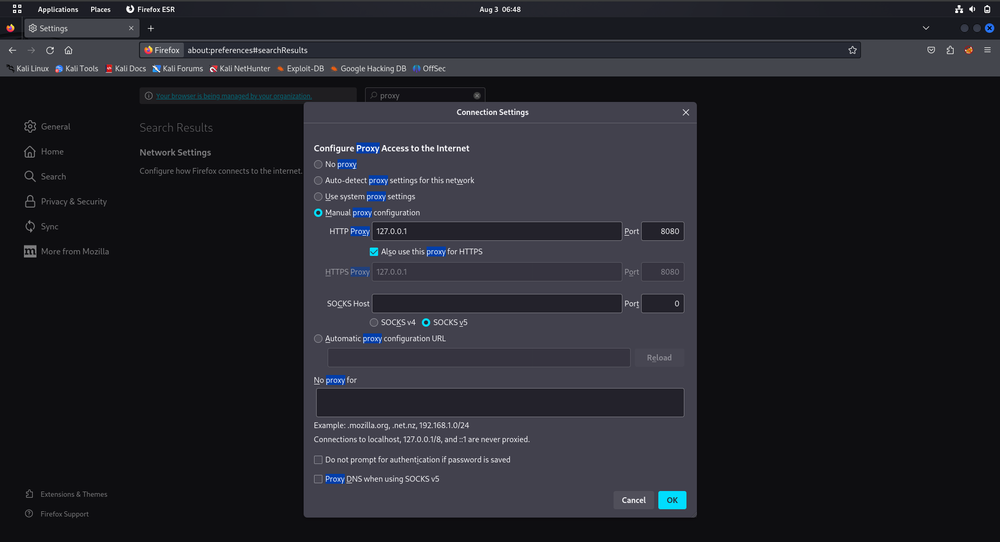 Applications Places Firefox ESR Aug 3 06:48
Settings
Firefox about:preferences#searchResults
Kali Linux Kali Tools Kali Docs Kali Forums Kali NetHunter Exploit-DB Google Hacking DB OffSec
Your browser is being managed by your organization. proxy
General
Home
Search
Privacy & Security
Sync
More from Mozilla
Extensions & Themes
Firefox Support
Search Results
Network Settings
Configure how Firefox connects to the internet.
Connection Settings
Configure Proxy Access to the Internet
No proxy
Auto-detect proxy settings for this network
Use system proxy settings
Manual proxy configuration
HTTP Proxy 127.0.0.1 Port 8080
Also use this proxy for HTTPS
HTTPS Proxy 127.0.0.1 Port 8080
SOCKS Host Port 0
SOCKS v4 SOCKS v5
Automatic proxy configuration URL
Reload
No proxy for
Example: .mozilla.org, .net.nz, 192.168.1.0/24
Connections to localhost, 127.0.0.1/8, and ::1 are never proxied.
Do not prompt for authentication if password is saved
Proxy DNS when using SOCKS v5
Cancel OK